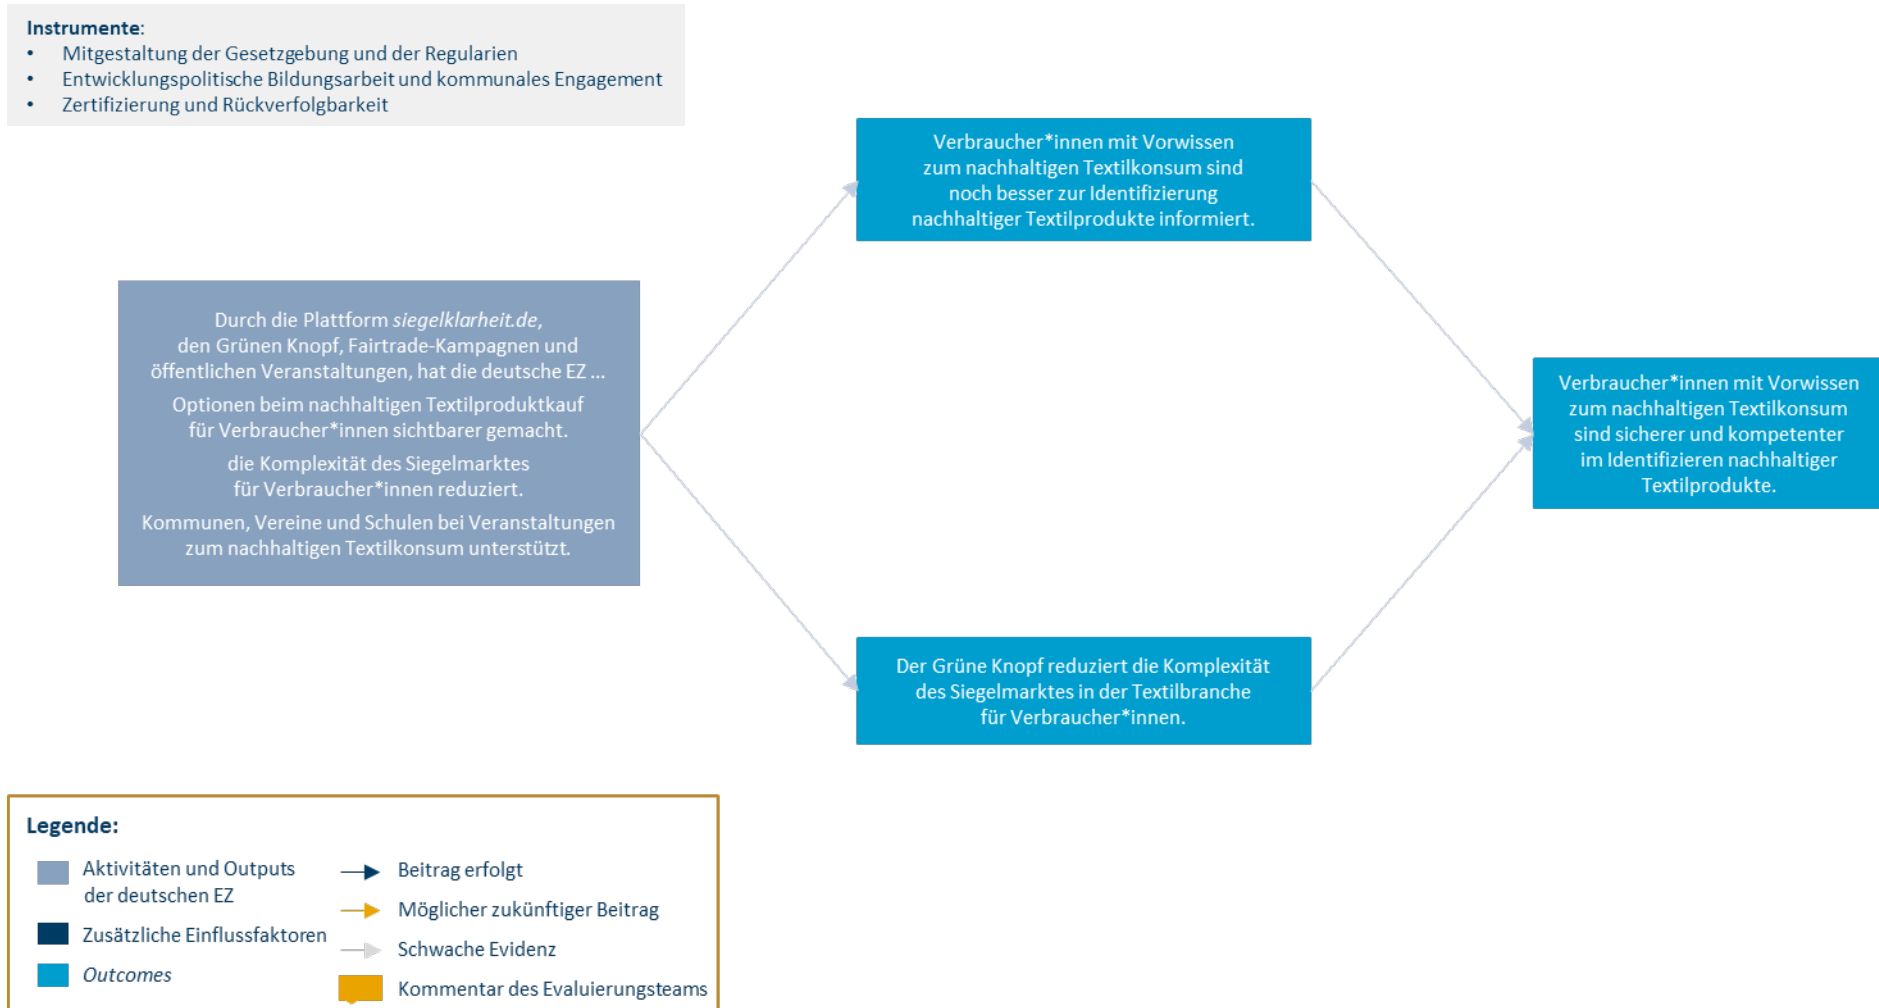 Instrumente:
• Mitgestaltung der Gesetzgebung und der Regularien
• Entwicklungspolitische Bildungsarbeit und kommunales Engagement
• Zertifizierung und Rückverfolgbarkeit
Verbraucher*innen mit Vorwissen
zum nachhaltigen Textilkonsum sind
noch besser zur Identifizierung
nachhaltiger Textilprodukte informiert.
Durch die Plattform siegelklarheit.de,
den Grünen Knopf, Fairtrade-Kampagnen und
öffentlichen Veranstaltungen, hat die deutsche EZ ...
Optionen beim nachhaltigen Textilproduktkauf
für Verbraucher*innen sichtbarer gemacht.
die Komplexität des Siegelmarktes
für Verbraucher*innen reduziert.
Kommunen, Vereine und Schulen bei Veranstaltungen
zum nachhaltigen Textilkonsum unterstützt.
Verbraucher*innen mit Vorwissen
zum nachhaltigen Textilkonsum
sind sicherer und kompetenter
im Identifizieren nachhaltiger
Textilprodukte.
Der Grüne Knopf reduziert die Komplexität
des Siegelmarktes in der Textilbranche
für Verbraucher*innen.
Legende:
Aktivitäten und Outputs
der deutschen EZ
Zusätzliche Einflussfaktoren
Outcomes
Beitrag erfolgt
Möglicher zukünftiger Beitrag
Schwache Evidenz
Kommentar des Evaluierungsteams